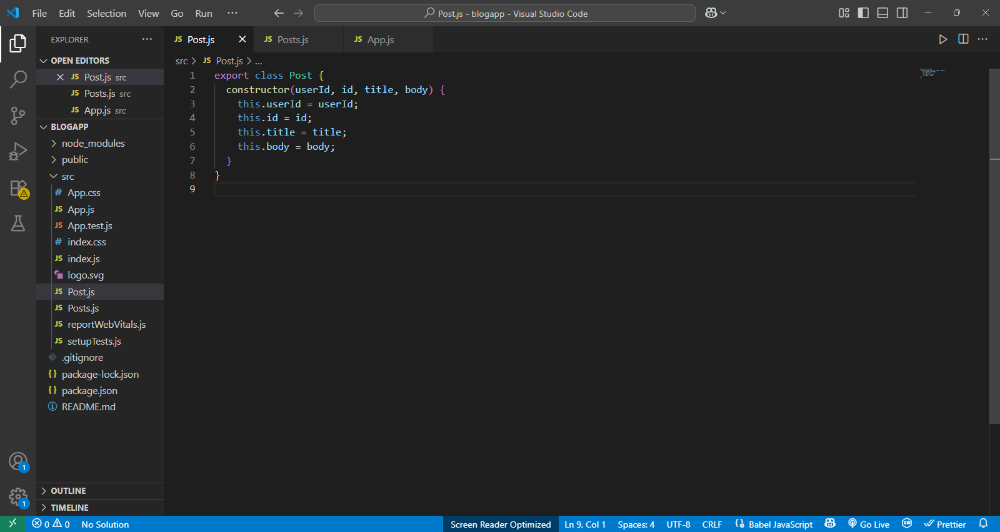 File Edit Selection View Go Run ··· Post.js - blogapp - Visual Studio Code
EXPLORER ···
OPEN EDITORS
JS Post.js src
JS Posts.js src
JS App.js src
BLOGAPP
node_modules
public
src
# App.css
JS App.js
JS App.test.js
# index.css
JS index.js
logo.svg
JS Post.js
JS Posts.js
JS reportWebVitals.js
JS setupTests.js
.gitignore
{} package-lock.json
{} package.json
README.md
OUTLINE
TIMELINE
JS Post.js JS Posts.js JS App.js
src > JS Post.js > ...
1 export class Post {
2 constructor(userId, id, title, body) {
3 this.userId = userId;
4 this.id = id;
5 this.title = title;
6 this.body = body;
7 }
8 }
9
1
1
0 0 No Solution Screen Reader Optimized Ln 9, Col 1 Spaces: 4 UTF-8 CRLF {} Babel JavaScript Go Live Prettier